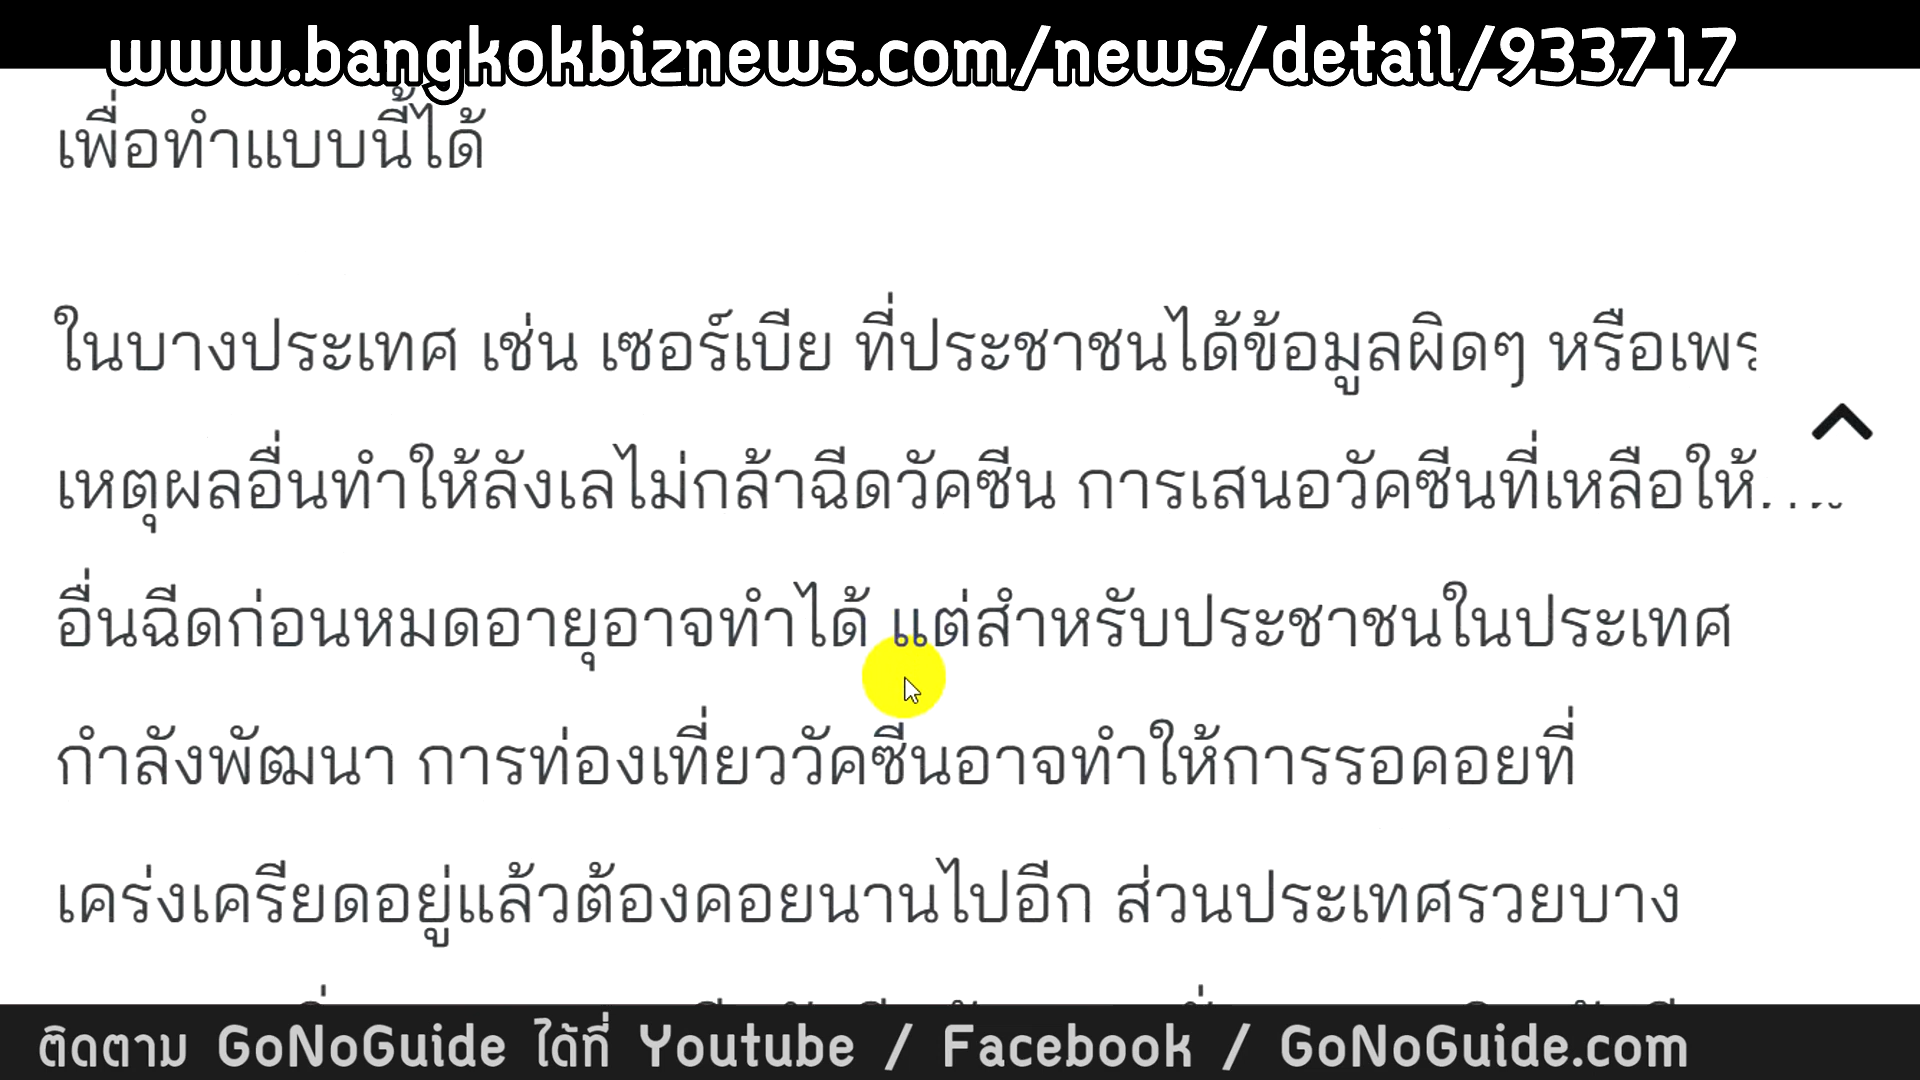 www.bangkokbiznews.com/news/detail/933717
เพื่อทำแบบนี้ได้
ในบางประเทศ เช่น เซอร์เบีย ที่ประชาชนได้ข้อมูลผิดๆ หรือ
เหตุผลอื่นทำให้ลังเลไม่กล้าฉีดวัคซีน การเสนอวัคซีนที่เหลือให้
อื่นฉีดก่อนหมดอายุอาจทำได้ แต่สำหรับประชาชนในประเทศ
กำลังพัฒนา การท่องเที่ยววัคซีนอาจทำให้การรอคอยที่
เคร่งเครียดอยู่แล้วต้องคอยนานไปอีก ส่วนประเทศรวยบาง
ติดตาม GoNoGuide ได้ที่ Youtube / Facebook / GoNoGuide.com